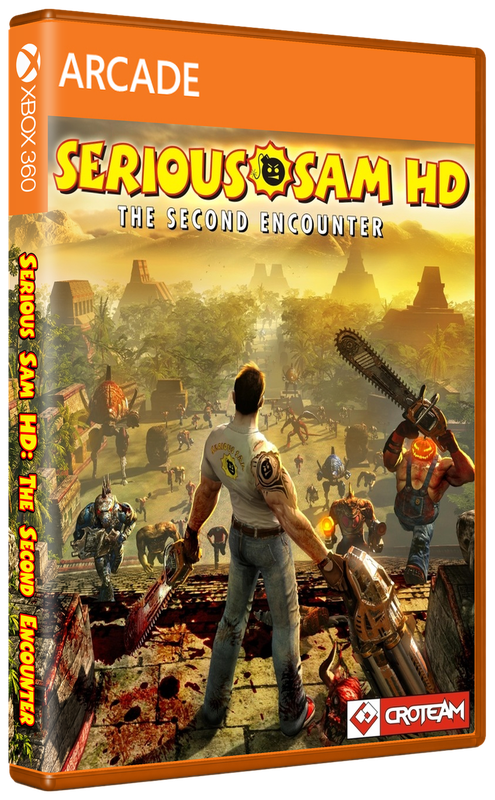 XBOX 360
ARCADE
SERIOUS SAM HD
THE SECOND ENCOUNTER
SERIOUS SAM HD: THE SECOND ENCOUNTER
CROTEAM